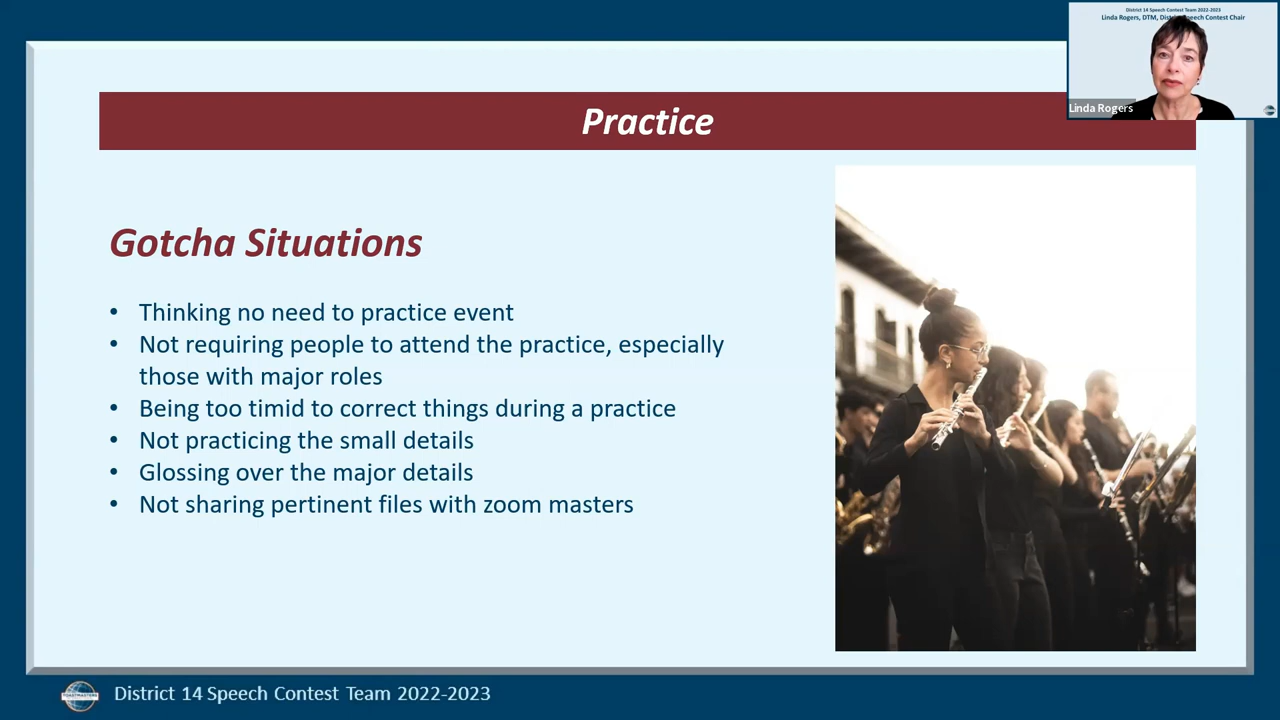 District 14 Speech Contest Team 2022-2023
Linda Rogers, DTM, District Speech Contest Chair
Linda Rogers
Practice
Gotcha Situations
• Thinking no need to practice event
• Not requiring people to attend the practice, especially
those with major roles
• Being too timid to correct things during a practice
• Not practicing the small details
• Glossing over the major details
• Not sharing pertinent files with zoom masters
TOASTMASTERS
District 14 Speech Contest Team 2022-2023